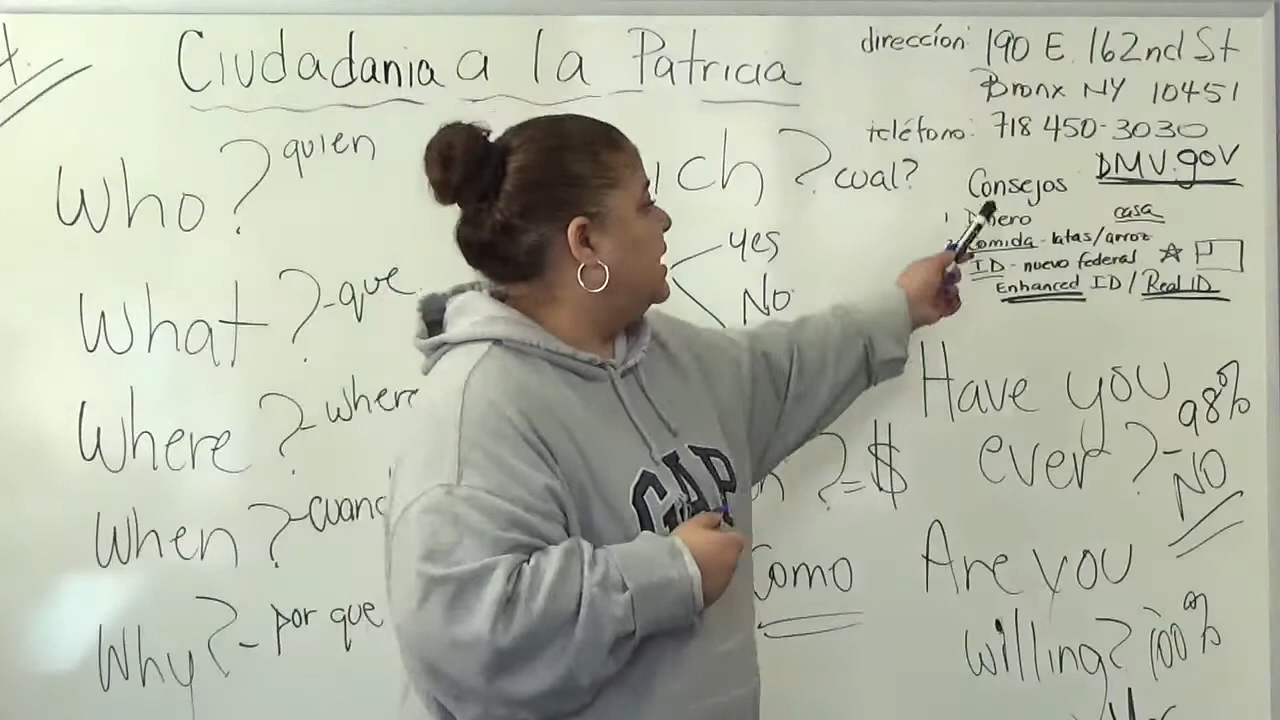 Ciudadania a la Patricia
dirección: 190 E. 162nd St
Bronx NY 10451
teléfono: 718 450-3030
DMV.gov
Who? quien
ich? cual?
Consejos
casa
Comida - latas/arroz
ID - nuevo federal
Enhanced ID / Real ID
yes
No
What?-que
Where?-where
When?-cuand
Why?-por que
GAP
?=$
Como
Have you
ever?-98%
NO
Are you
willing? 100%